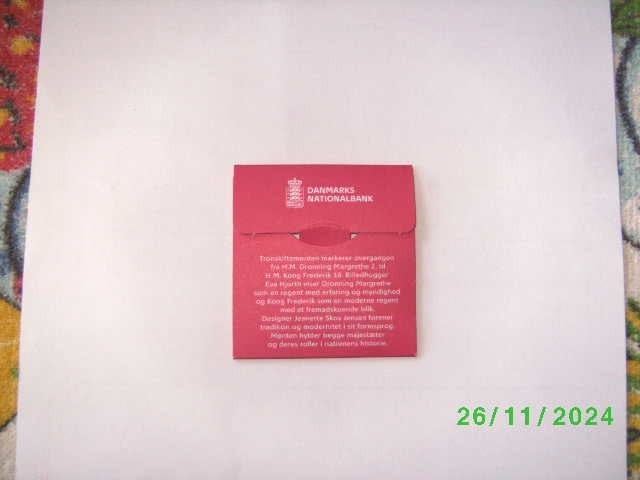 DANMARKS
NATIONALBANK
Tronskiftemønten markerer overgangen
fra H.M. Dronning Margrethe 2. til
H.M. Kong Frederik 10. Billedhugger
Eva Hjorth viser Dronning Margrethe
som en regent med erfaring og myndighed
og Kong Frederik som en moderne regent
med et fremadskuende blik.
Designer Jeanette Skov Jensen forener
tradition og modernitet i sit formsprog.
Mønten hylder begge majestæter
og deres roller i nationens historie.
26/11/2024